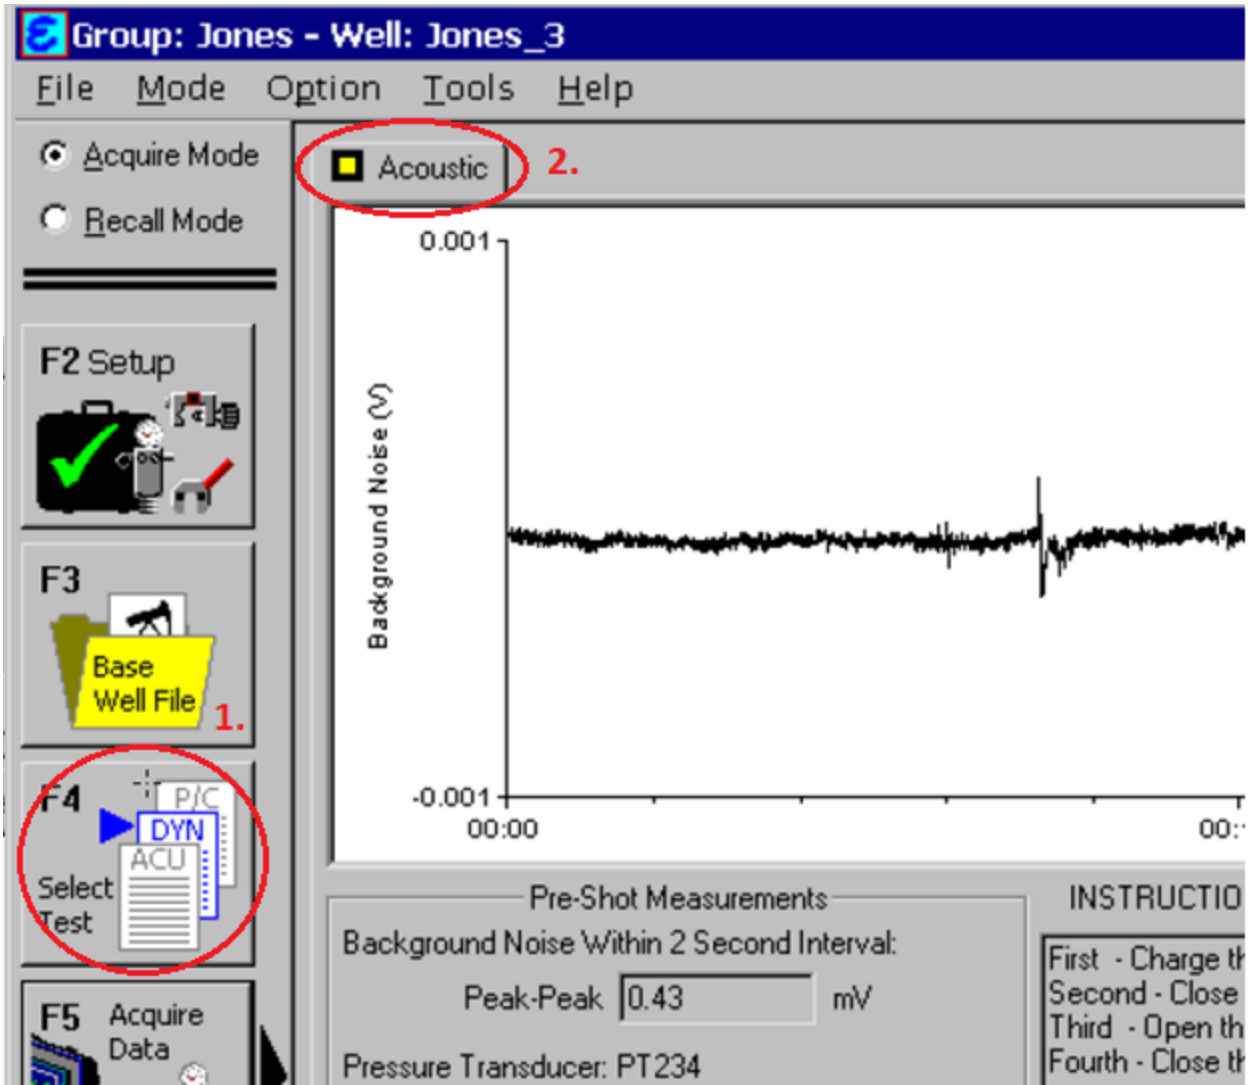 Group: Jones - Well: Jones_3
File Mode Option Tools Help
Acquire Mode
Recall Mode
Acoustic
2.
F2 Setup
F3
Base
Well File
1.
F4
P/C
DYN
ACU
Select
Test
F5 Acquire
Data
0.001
Background Noise (V)
-0.001
00:00
00:
Pre-Shot Measurements
Background Noise Within 2 Second Interval:
Peak-Peak 0.43 mV
Pressure Transducer: PT234
INSTRUCTIO
First - Charge th
Second - Close
Third - Open th
Fourth - Close th